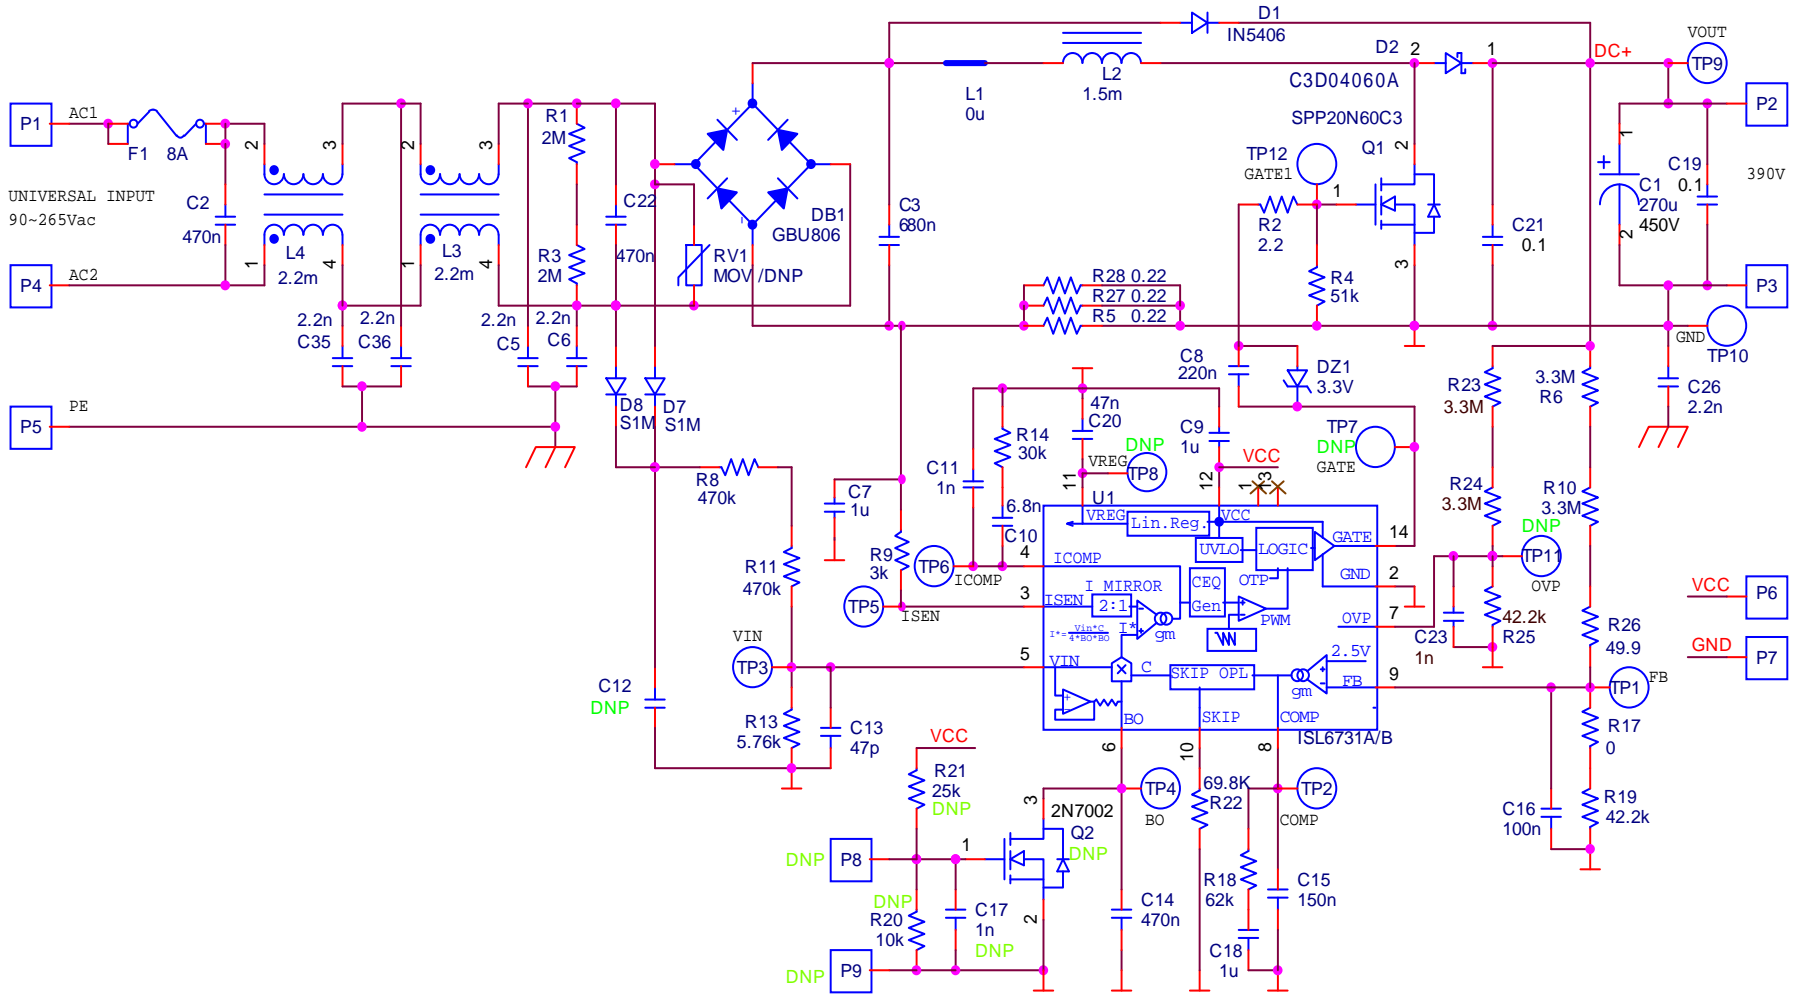 D1
IN5406
VOUT
TP9
DC+
D2
2
1
C3D04060A
L2
1.5m
L1
0u
SPP20N60C3
P1
AC1
F1
8A
2
3
2
3
R1
2M
+
TP12
GATE1
Q1
2
1
P2
1
+
C19
0.1
C1
270u
450V
2
390V
UNIVERSAL INPUT
90~265Vac
C2
470n
C22
470n
C3
680n
DB1
GBU806
-
R2
2.2
C21
0.1
1
L4
2.2m
4
1
L3
2.2m
4
R3
2M
RV1
MOV /DNP
R28 0.22
R27 0.22
R5 0.22
R4
51k
3
P4
AC2
P3
GND
TP10
2.2n
C35
2.2n
C36
2.2n
C5
2.2n
C6
C8
220n
DZ1
3.3V
R23
3.3M
3.3M
R6
C26
2.2n
P5
PE
D8
S1M
D7
S1M
47n
C20
DNP
TP8
VREG
C9
1u
VCC
TP7
DNP
GATE
R14
30k
C11
1n
6.8n
C10
R8
470k
C7
1u
11
12
1
13
U1
VREG
Lin.Reg.
VCC
UVLO
LOGIC
GATE
14
R24
3.3M
R10
3.3M
DNP
TP11
OVP
R9
3k
TP6
ICOMP
4
ICOMP
OTP
GND
2
R11
470k
TP5
ISEN
3
ISEN
I MIRROR
2:1
I*
gm
I*=Vin*C
4*BO*BO
CEQ
Gen
PWM
OVP
7
C23
1n
42.2k
R25
R26
49.9
VCC
P6
GND
P7
VIN
TP3
5
VIN
X
C
SKIP OPL
gm
2.5V
FB
9
TP1
FB
BO
SKIP
COMP
ISL6731A/B
C12
DNP
R13
5.76k
C13
47p
6
10
8
R17
0
VCC
R21
25k
DNP
3
2N7002
Q2
DNP
TP4
BO
69.8K
R22
TP2
COMP
C16
100n
R19
42.2k
DNP
P8
1
DNP
R20
10k
C17
1n
DNP
2
C14
470n
R18
62k
C15
150n
C18
1u
DNP
P9